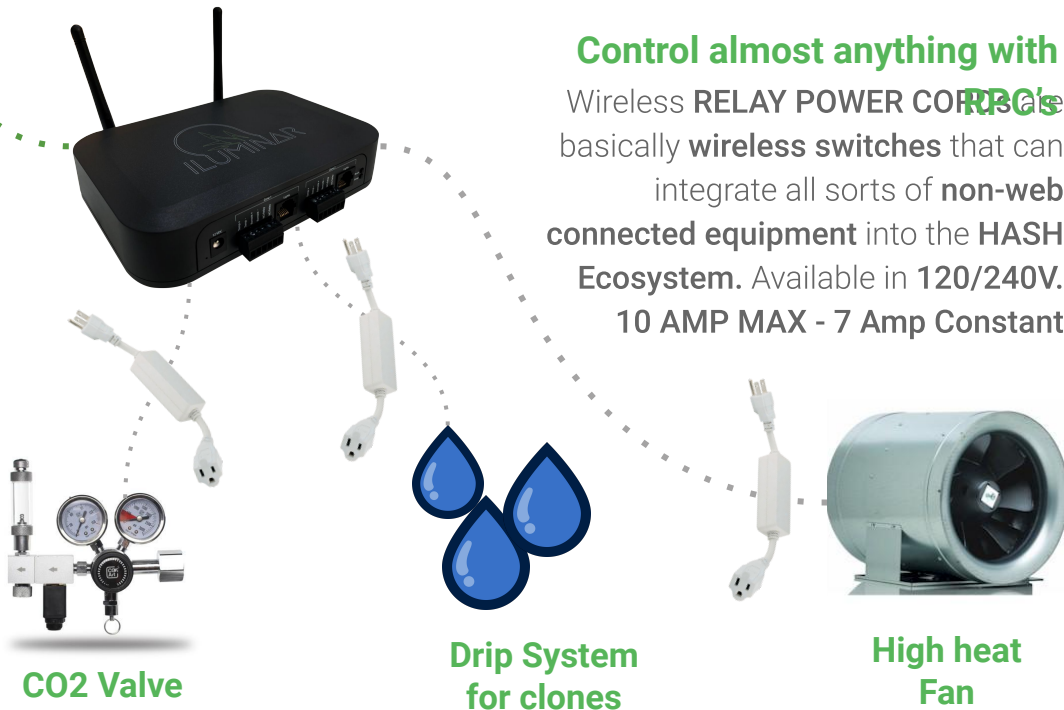 Control almost anything with
RPC's
Wireless RELAY POWER CORDs are
basically wireless switches that can
integrate all sorts of non-web
connected equipment into the HASH
Ecosystem. Available in 120/240V.
10 AMP MAX - 7 Amp Constant
ILUMINAR
CO2 Valve
Drip System
for clones
High heat
Fan